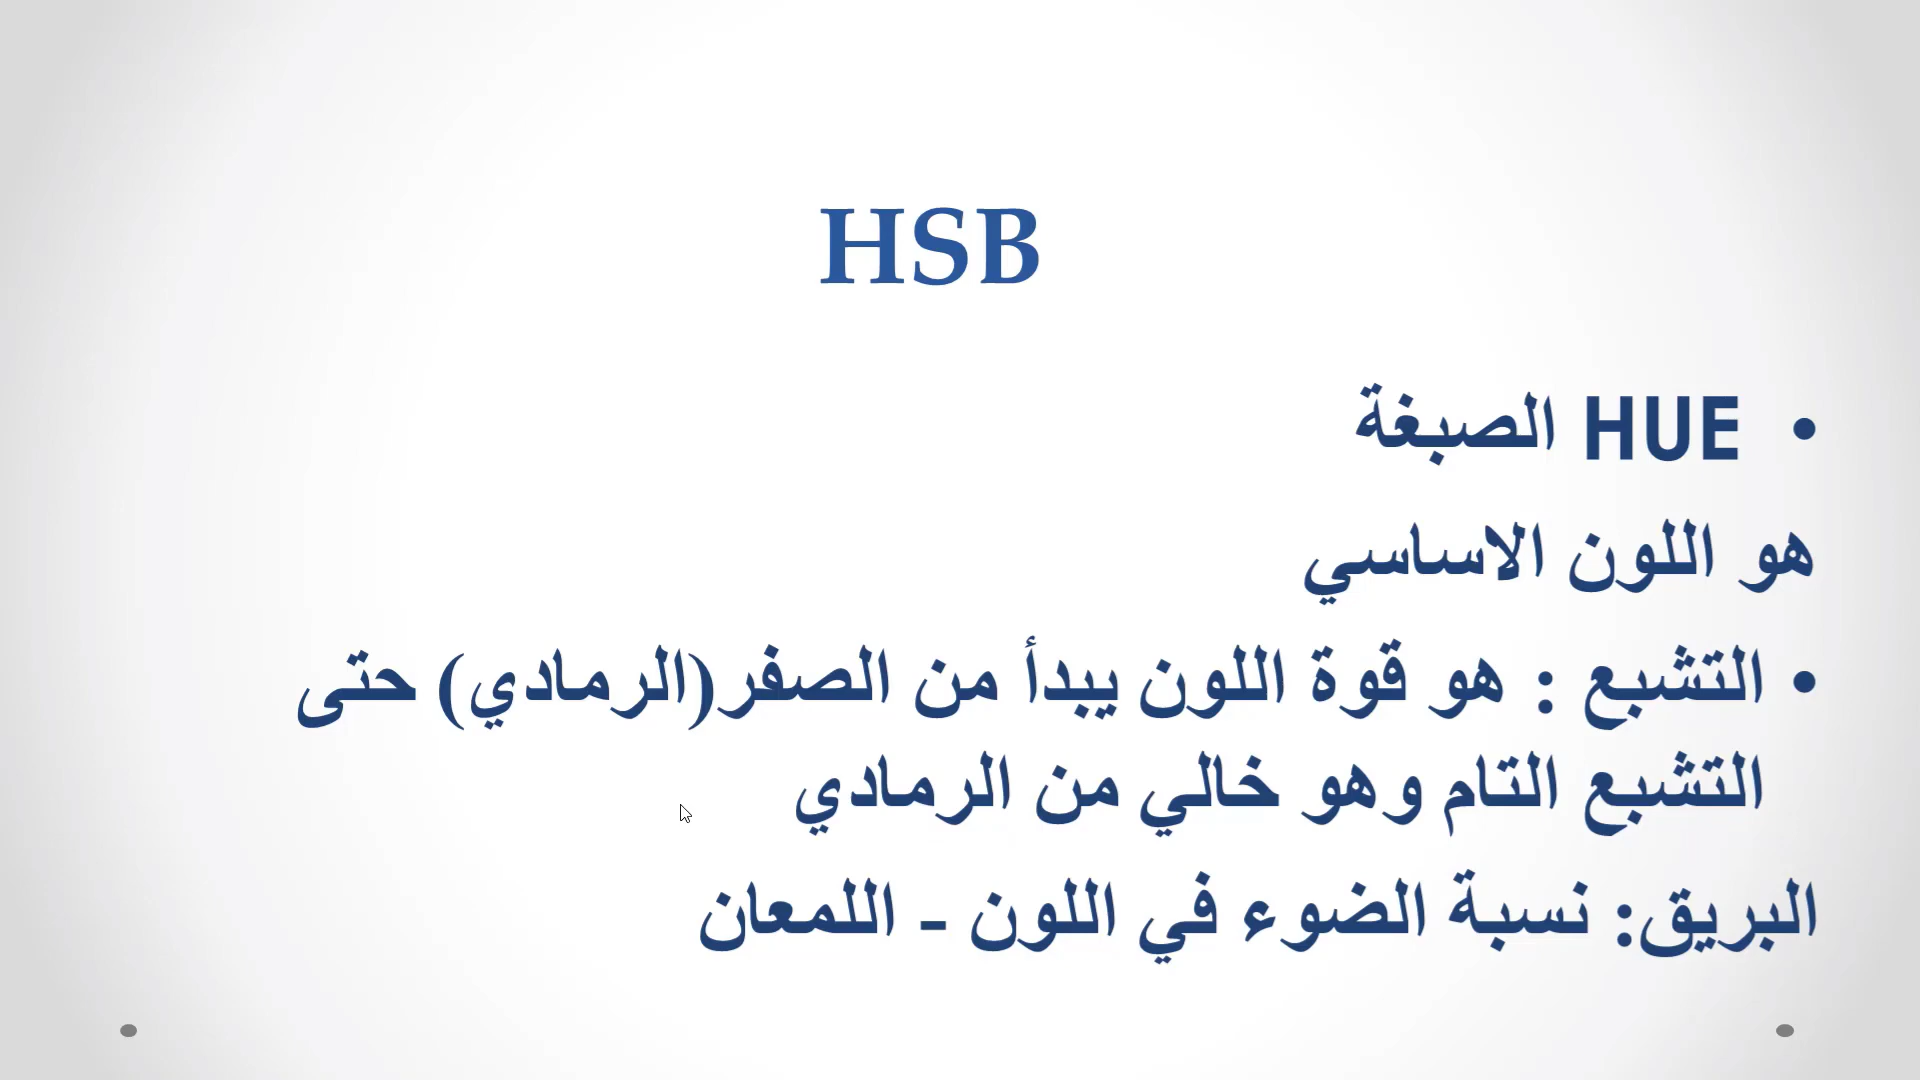 HSB
• HUE الصبغة
هو اللون الاساسي
• التشبع : هو قوة اللون يبدأ من الصفر(الرمادي) حتى
التشبع التام وهو خالي من الرمادي
البريق: نسبة الضوء في اللون - اللمعان